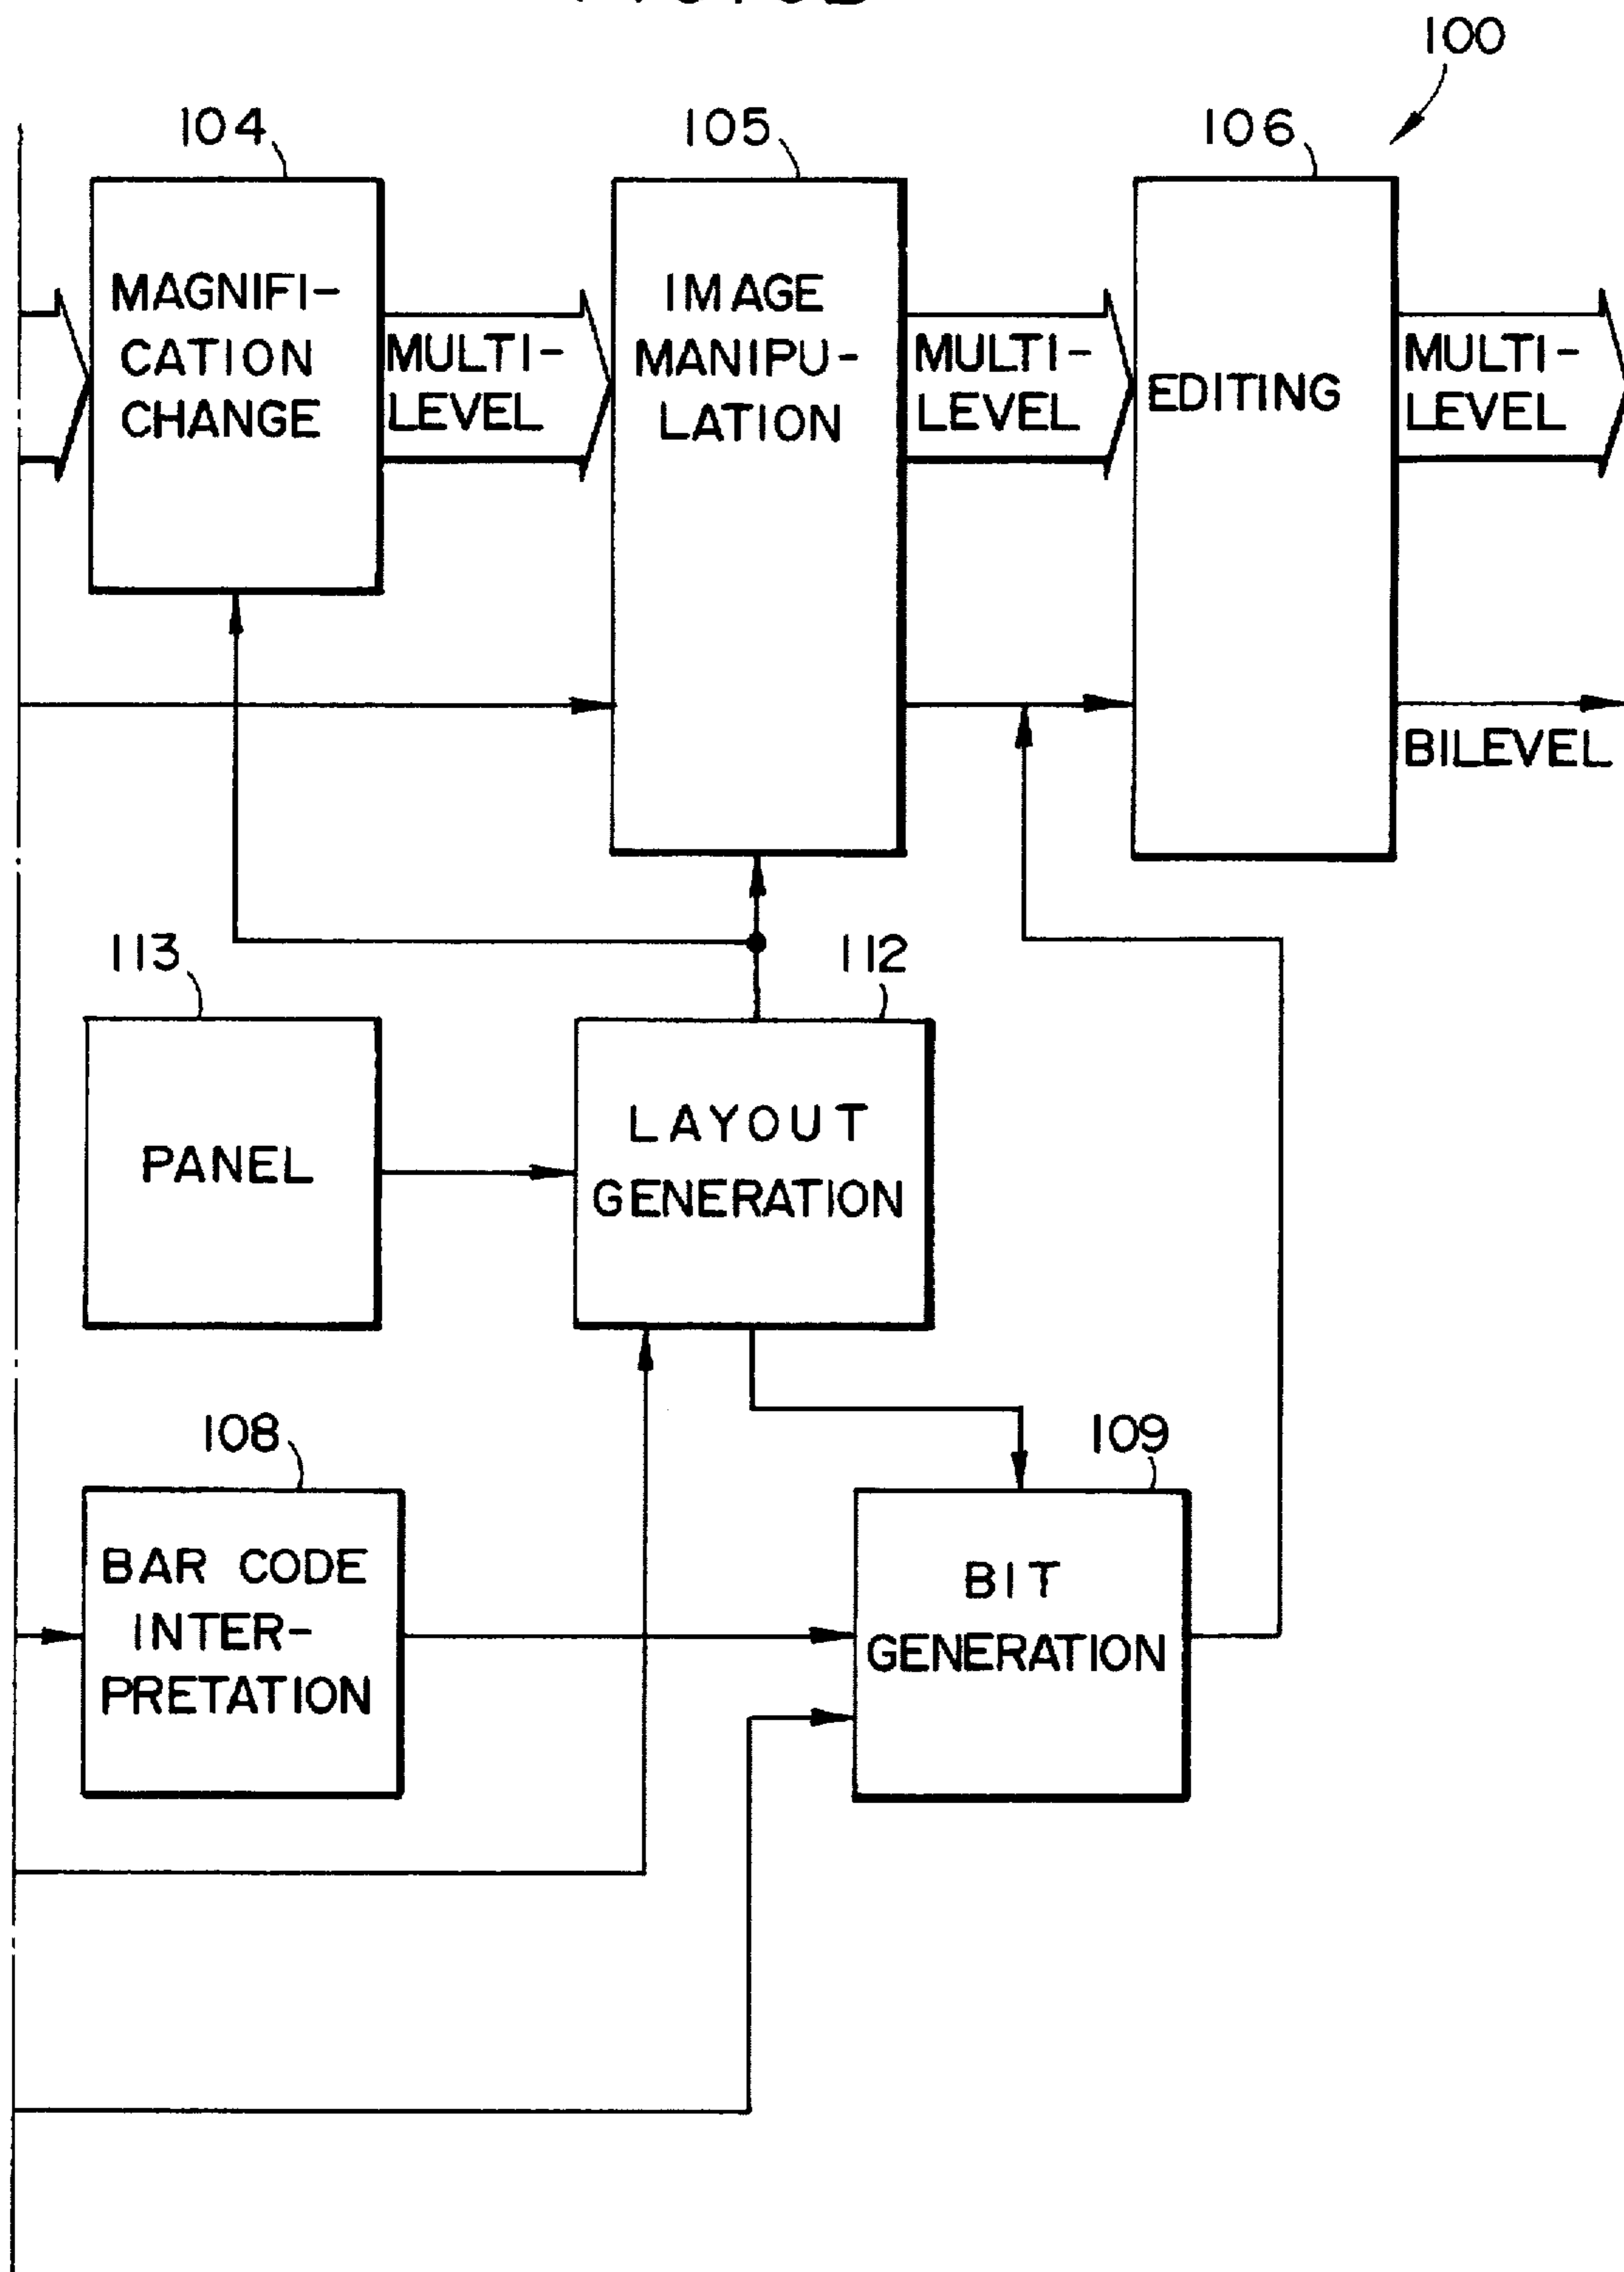 100
104
105
106
MAGNIFI-
CATION
CHANGE
MULTI-
LEVEL
IMAGE
MANIPU-
LATION
MULTI-
LEVEL
EDITING
MULTI-
LEVEL
BILEVEL
113
112
PANEL
LAYOUT
GENERATION
108
109
BAR CODE
INTER-
PRETATION
BIT
GENERATION